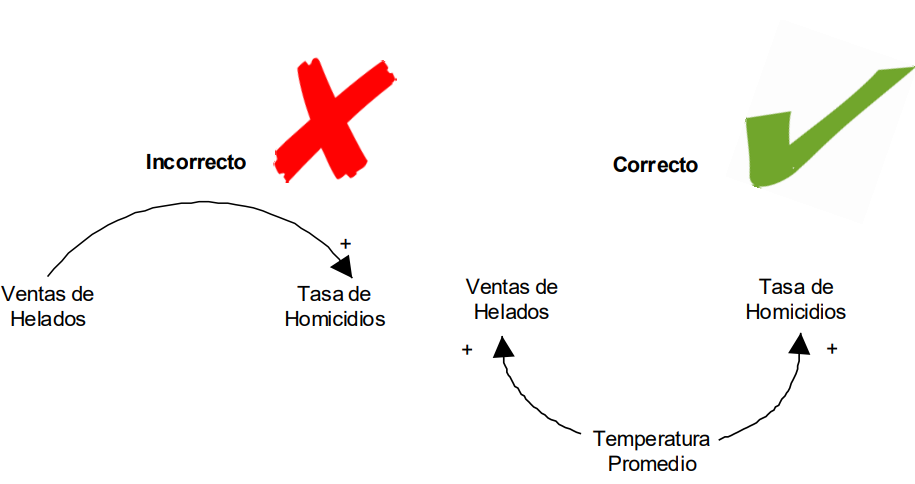 Incorrecto
+
Ventas de
Helados
Tasa de
Homicidios
Correcto
Ventas de
Helados
Tasa de
Homicidios
+
+
Temperatura
Promedio